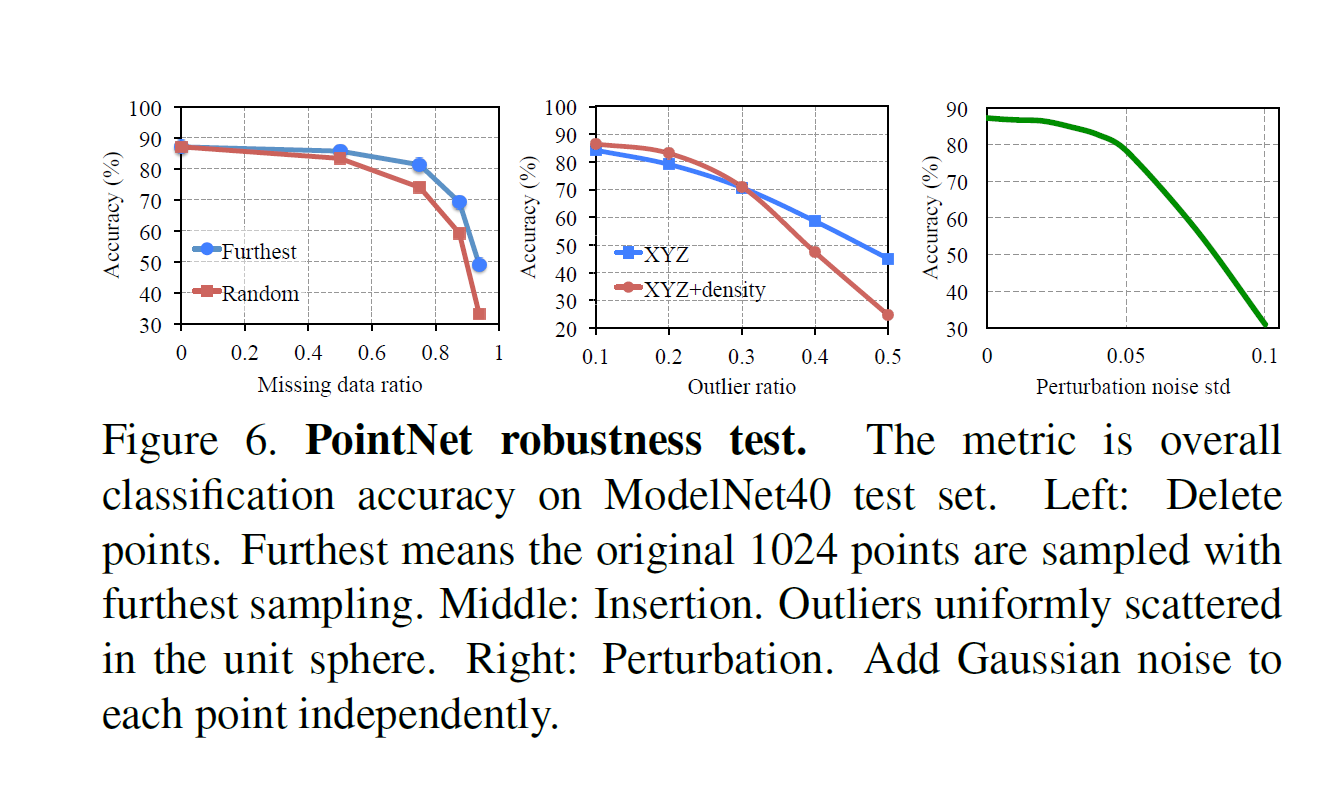 100
90
80
70
60
50
40
30
Accuracy (%)
Furthest
Random
0 0.2 0.4 0.6 0.8 1
Missing data ratio
100
90
80
70
60
50
40
30
20
Accuracy (%)
XYZ
XYZ+density
0.1 0.2 0.3 0.4 0.5
Outlier ratio
90
80
70
60
50
40
30
Accuracy (%)
0 0.05 0.1
Perturbation noise std
Figure 6. PointNet robustness test. The metric is overall
classification accuracy on ModelNet40 test set. Left: Delete
points. Furthest means the original 1024 points are sampled with
furthest sampling. Middle: Insertion. Outliers uniformly scattered
in the unit sphere. Right: Perturbation. Add Gaussian noise to
each point independently.